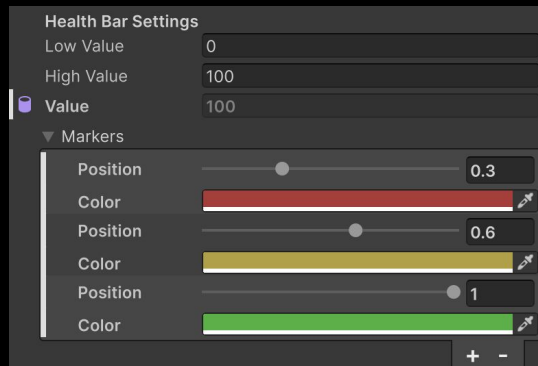 Health Bar Settings
Low Value 0
High Value 100
Value 100
Markers
Position 0.3
Color
Position 0.6
Color
Position 1
Color
+ -